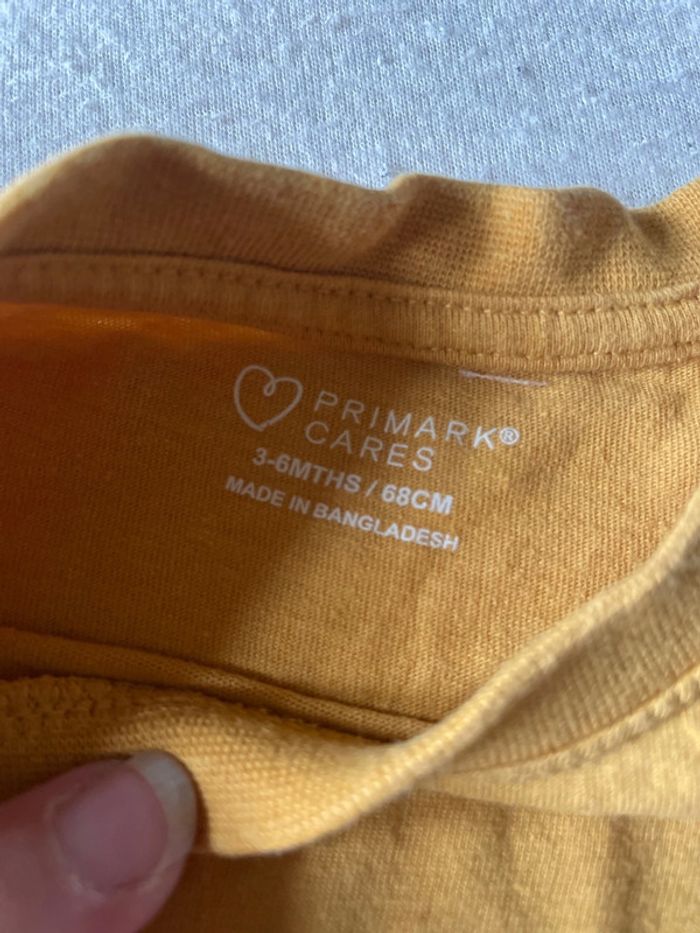 PRIMARK®
CARES
3-6MTHS / 68CM
MADE IN BANGLADESH